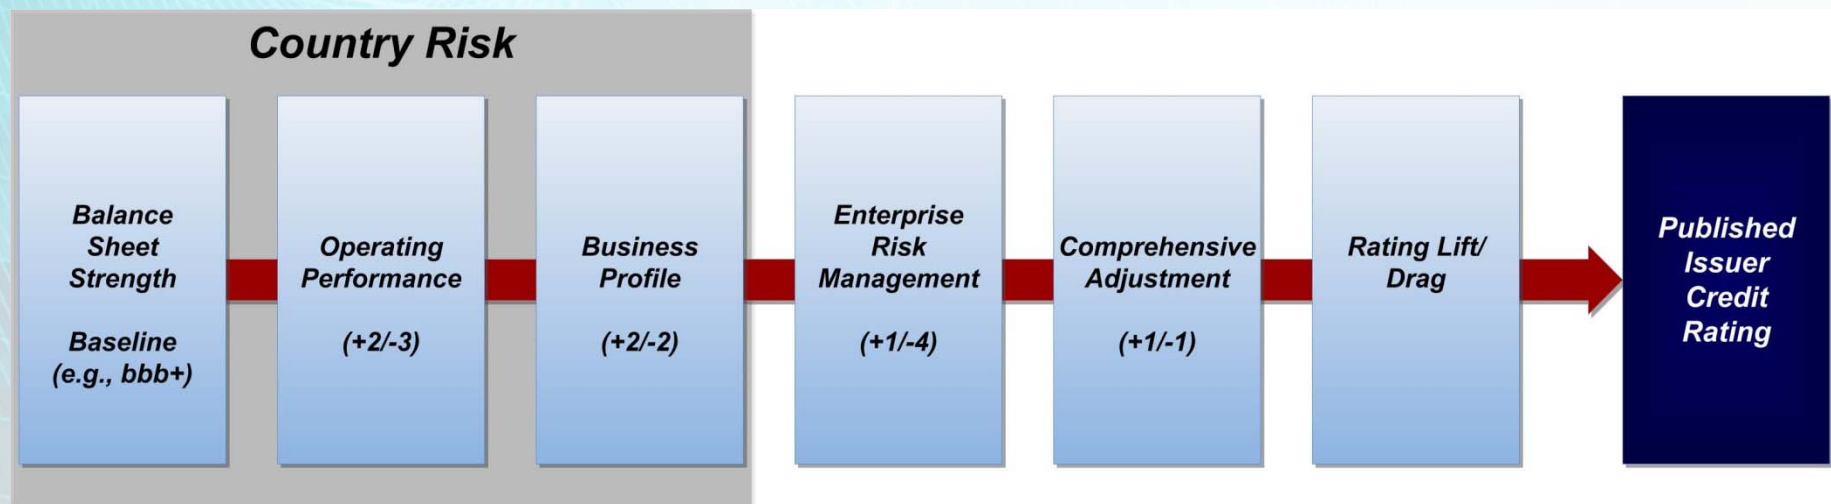 Country Risk
Balance
Sheet
Strength
Baseline
(e.g., bbb+)
Operating
Performance
(+2/-3)
Business
Profile
(+2/-2)
Enterprise
Risk
Management
(+1/-4)
Comprehensive
Adjustment
(+1/-1)
Rating Lift/
Drag
Published
Issuer
Credit
Rating